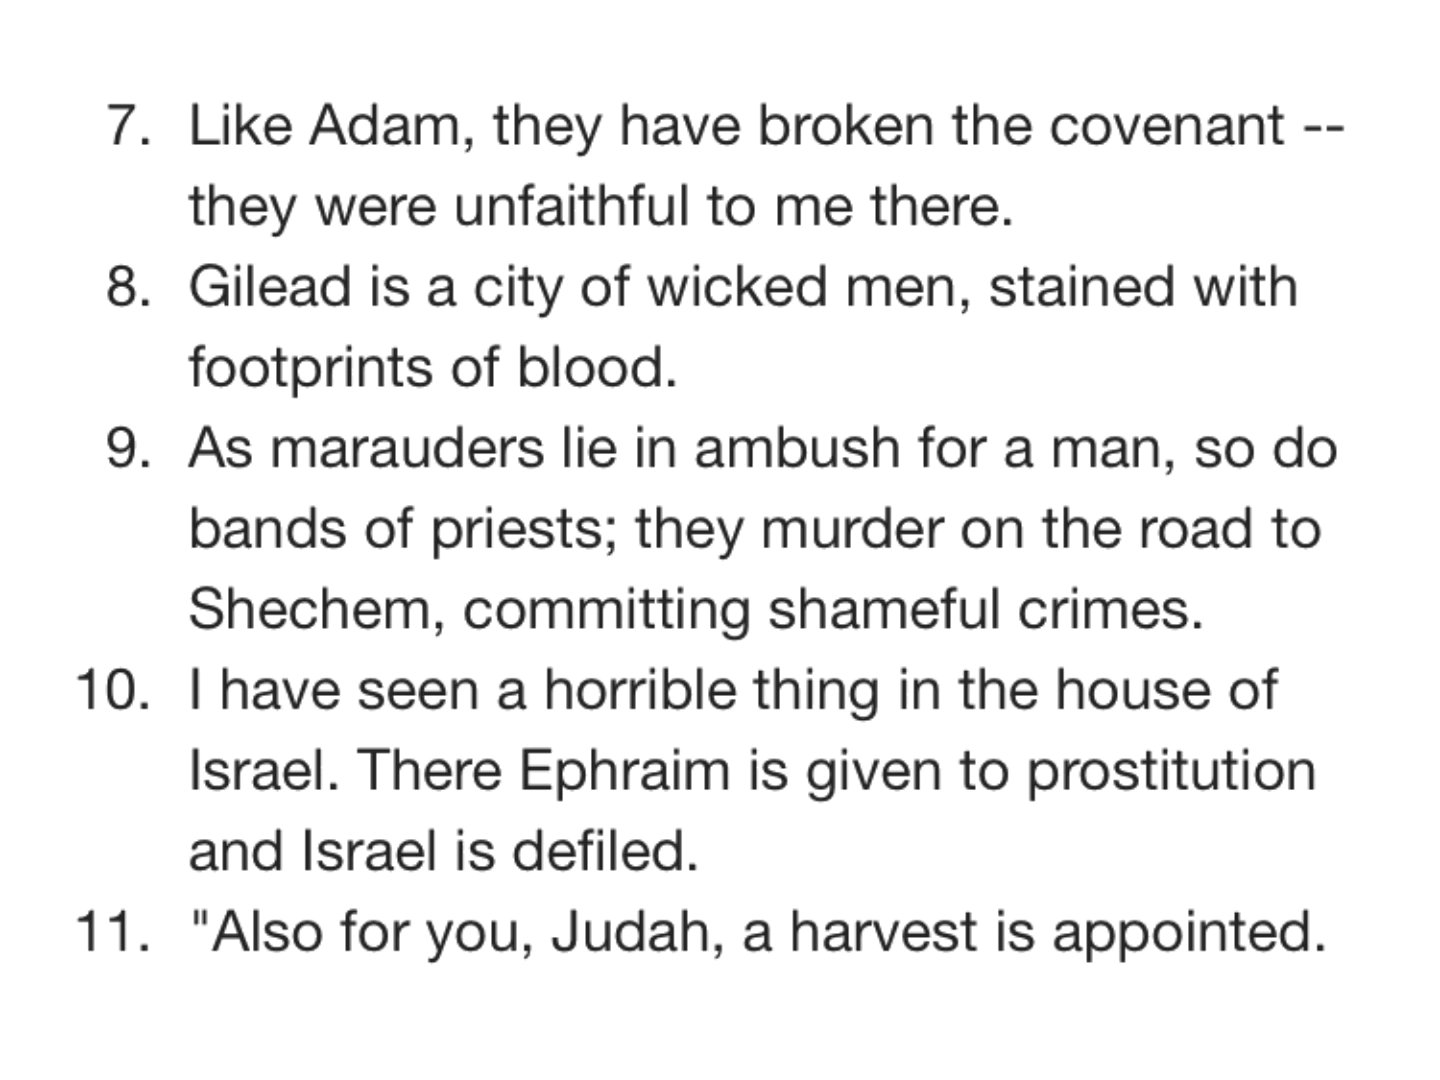 7. Like Adam, they have broken the covenant --
they were unfaithful to me there.
8. Gilead is a city of wicked men, stained with
footprints of blood.
9. As marauders lie in ambush for a man, so do
bands of priests; they murder on the road to
Shechem, committing shameful crimes.
10. I have seen a horrible thing in the house of
Israel. There Ephraim is given to prostitution
and Israel is defiled.
11. "Also for you, Judah, a harvest is appointed.